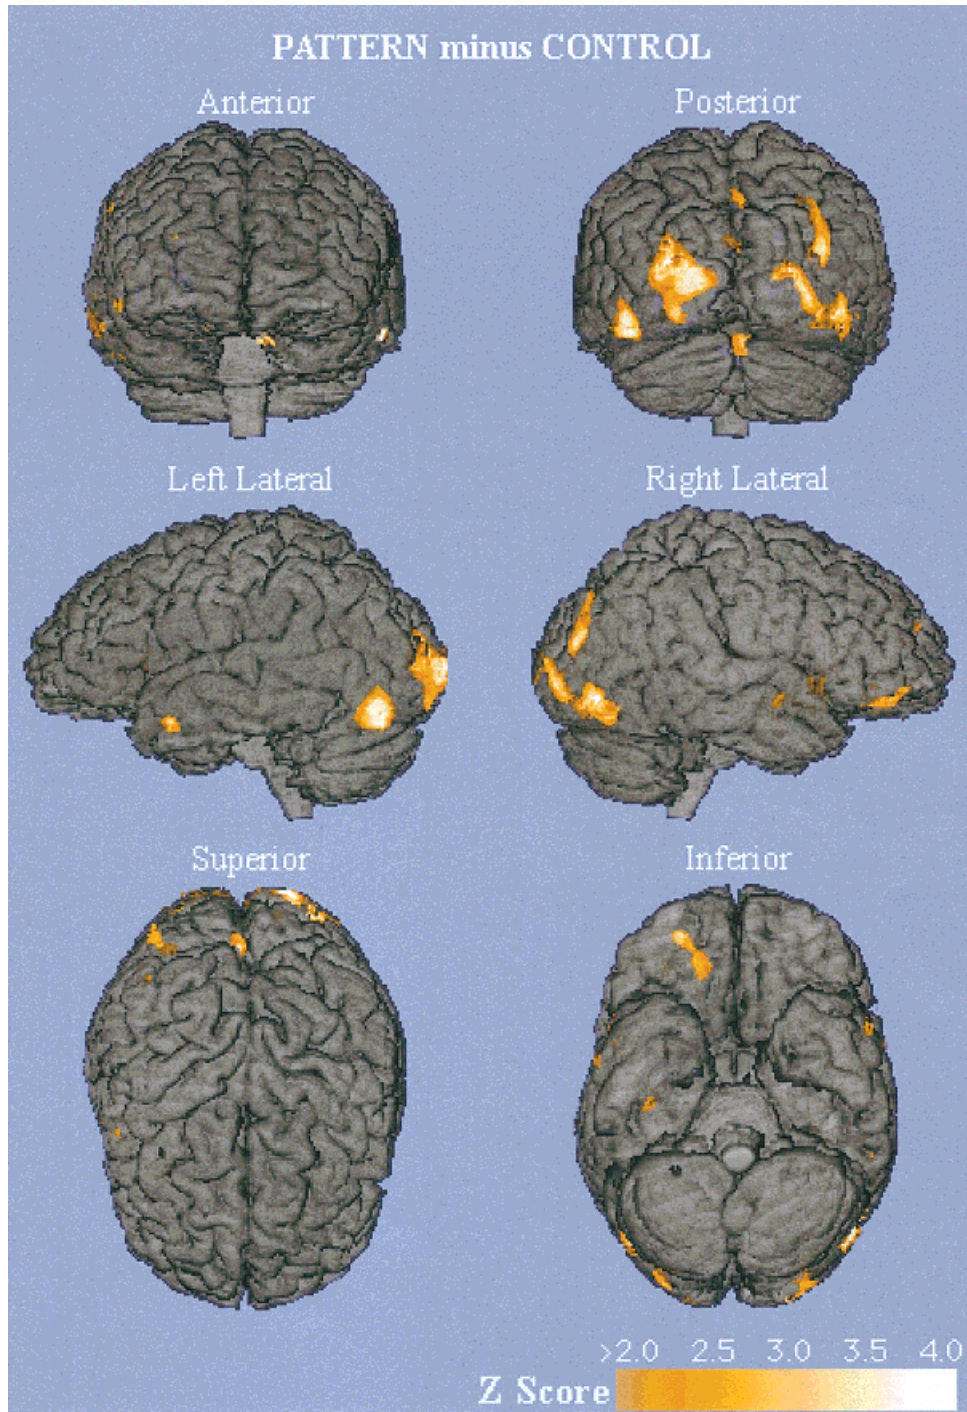 PATTERN minus CONTROL
Anterior
Posterior
Left Lateral
Right Lateral
Superior
Inferior
>2.0 2.5 3.0 3.5 4.0
Z Score